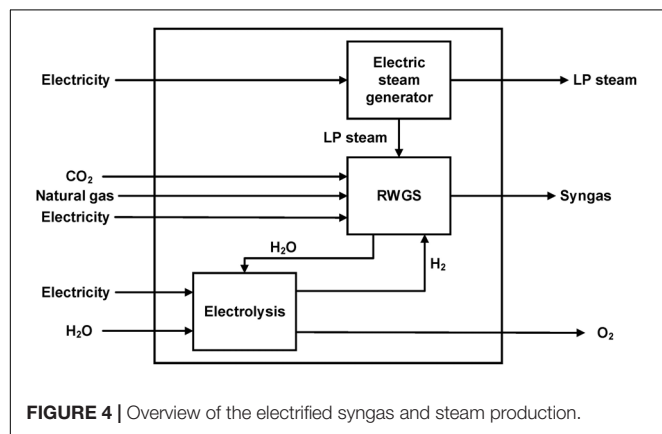 Electricity
Electric
steam
generator
LP steam
LP steam
CO₂
Natural gas
Electricity
RWGS
Syngas
H₂O
H₂
Electricity
H₂O
Electrolysis
O₂
FIGURE 4 | Overview of the electrified syngas and steam production.